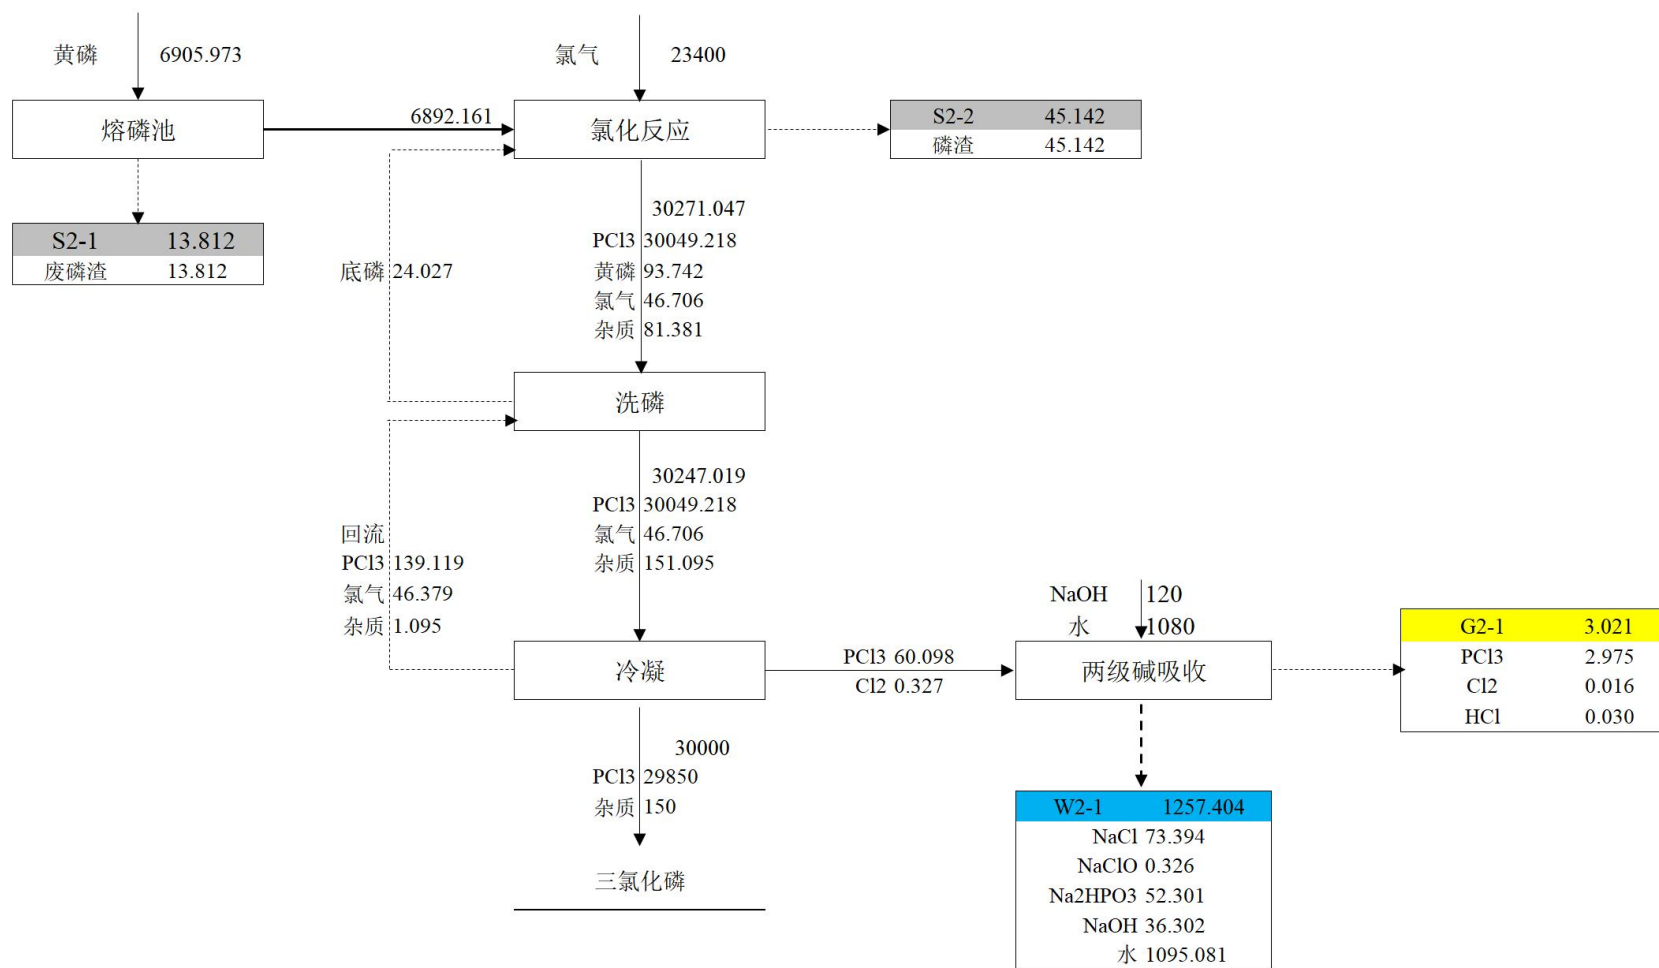 黄磷 6905.973
氯气 23400
熔磷池
6892.161
氯化反应
S2-2 45.142
磷渣 45.142
S2-1 13.812
废磷渣 13.812
30271.047
PCl3 30049.218
黄磷 93.742
氯气 46.706
杂质 81.381
底磷 24.027
洗磷
30247.019
PCl3 30049.218
氯气 46.706
杂质 151.095
回流
PCl3 139.119
氯气 46.379
杂质 1.095
冷凝
PCl3 60.098
Cl2 0.327
NaOH 120
水 1080
两级碱吸收
G2-1 3.021
PCl3 2.975
Cl2 0.016
HCl 0.030
30000
PCl3 29850
杂质 150
三氯化磷
W2-1 1257.404
NaCl 73.394
NaClO 0.326
Na2HPO3 52.301
NaOH 36.302
水 1095.081